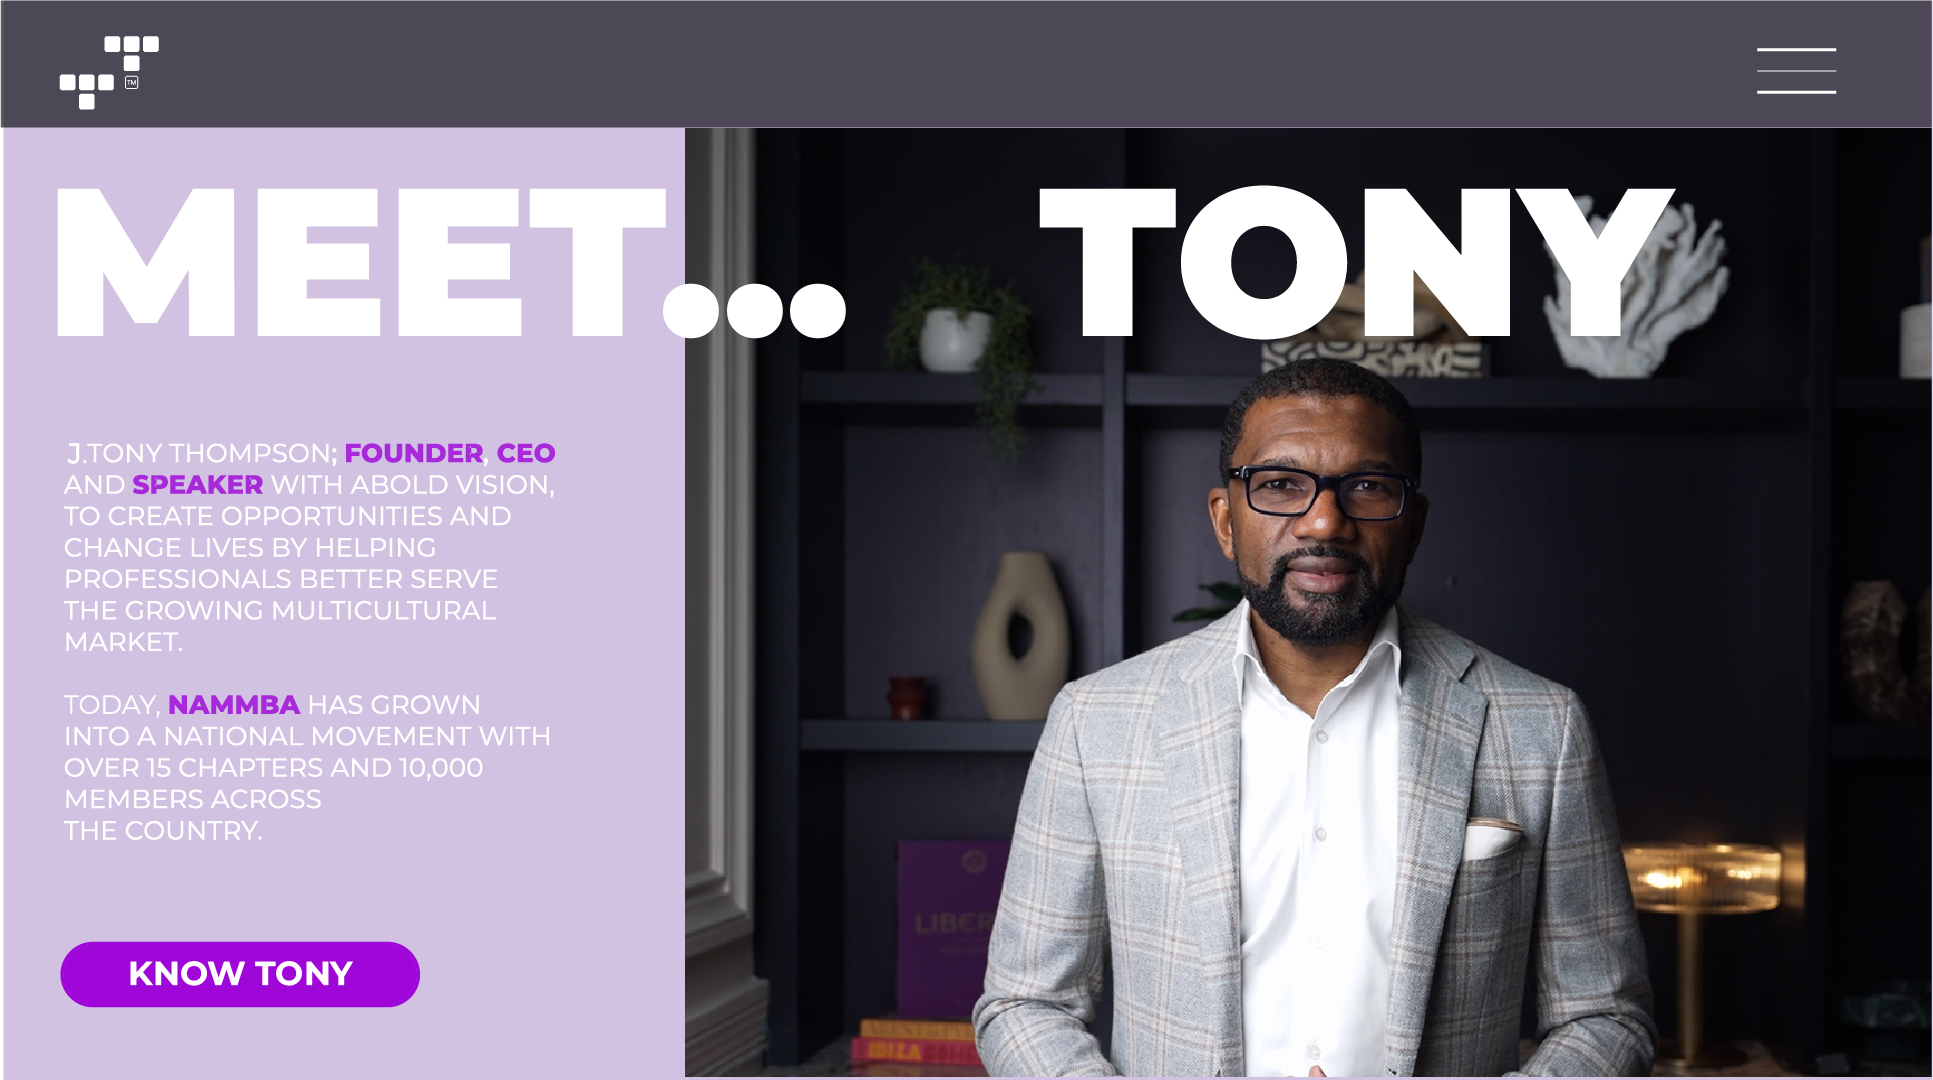 TM
MEET... TONY
J.TONY THOMPSON; FOUNDER, CEO
AND SPEAKER WITH ABOLD VISION,
TO CREATE OPPORTUNITIES AND
CHANGE LIVES BY HELPING
PROFESSIONALS BETTER SERVE
THE GROWING MULTICULTURAL
MARKET.
TODAY, NAMMBA HAS GROWN
INTO A NATIONAL MOVEMENT WITH
OVER 15 CHAPTERS AND 10,000
MEMBERS ACROSS
THE COUNTRY.
KNOW TONY
IBIZA